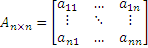 A_{n×n} = [ a_{11} … a_{1n}
⋮ ⋱ ⋮
a_{n1} … a_{nn} ]